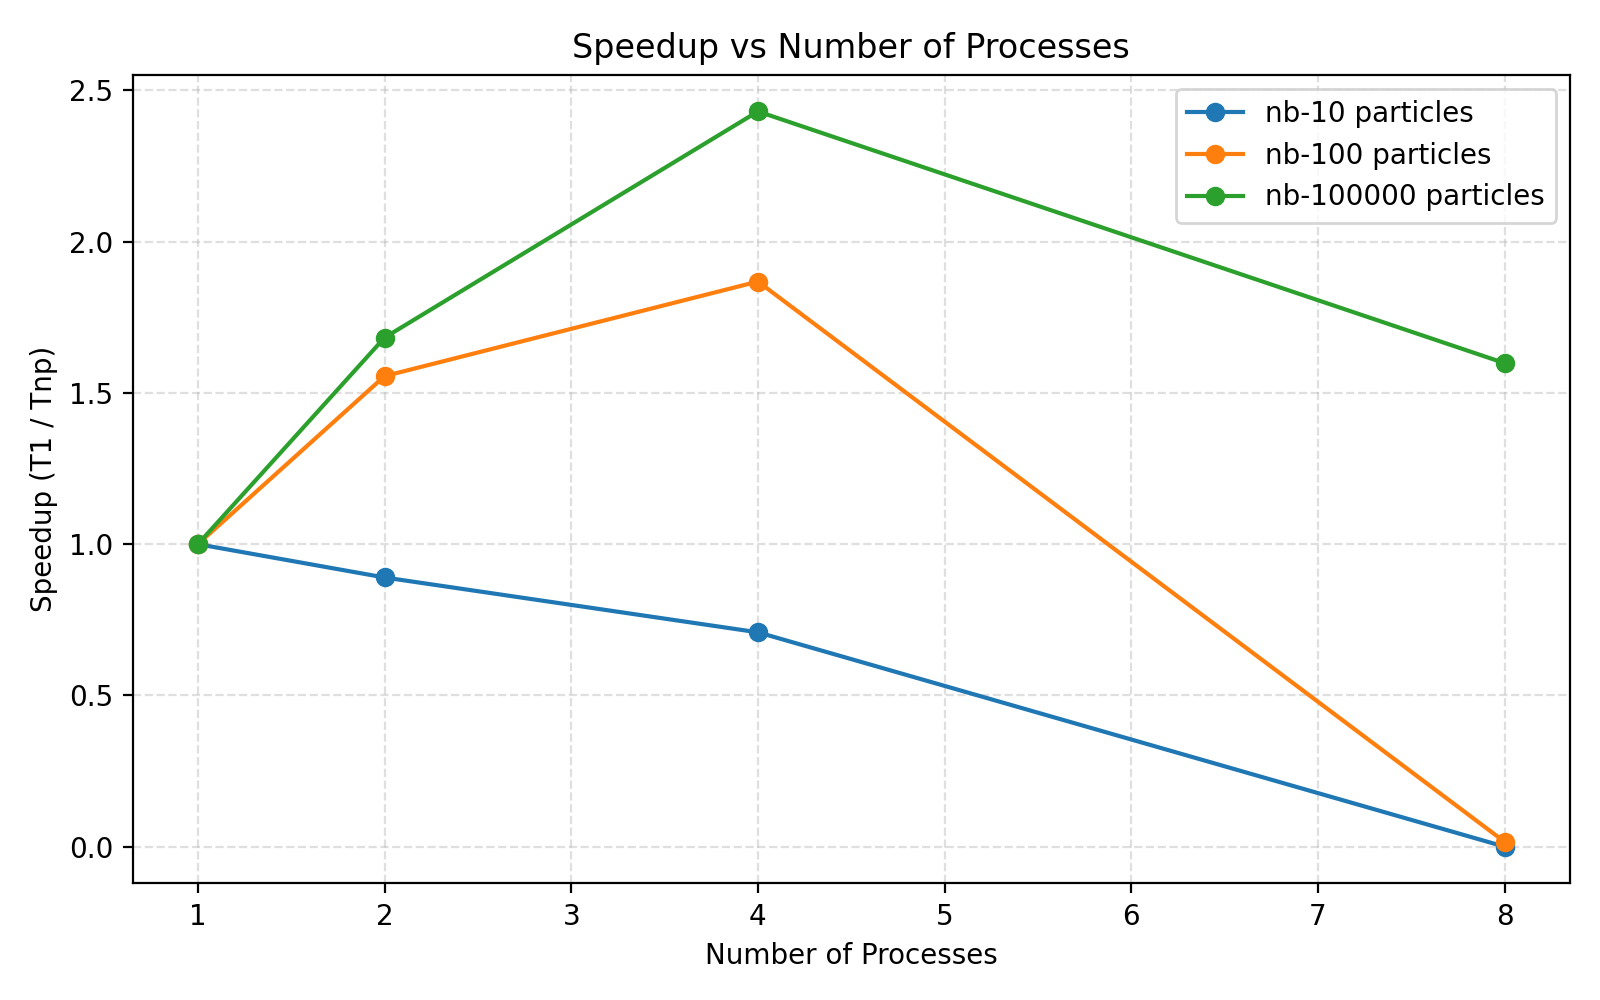 Speedup vs Number of Processes
nb-10 particles
nb-100 particles
nb-100000 particles
Speedup (T1 / Tnp)
2.5
2.0
1.5
1.0
0.5
0.0
1 2 3 4 5 6 7 8
Number of Processes